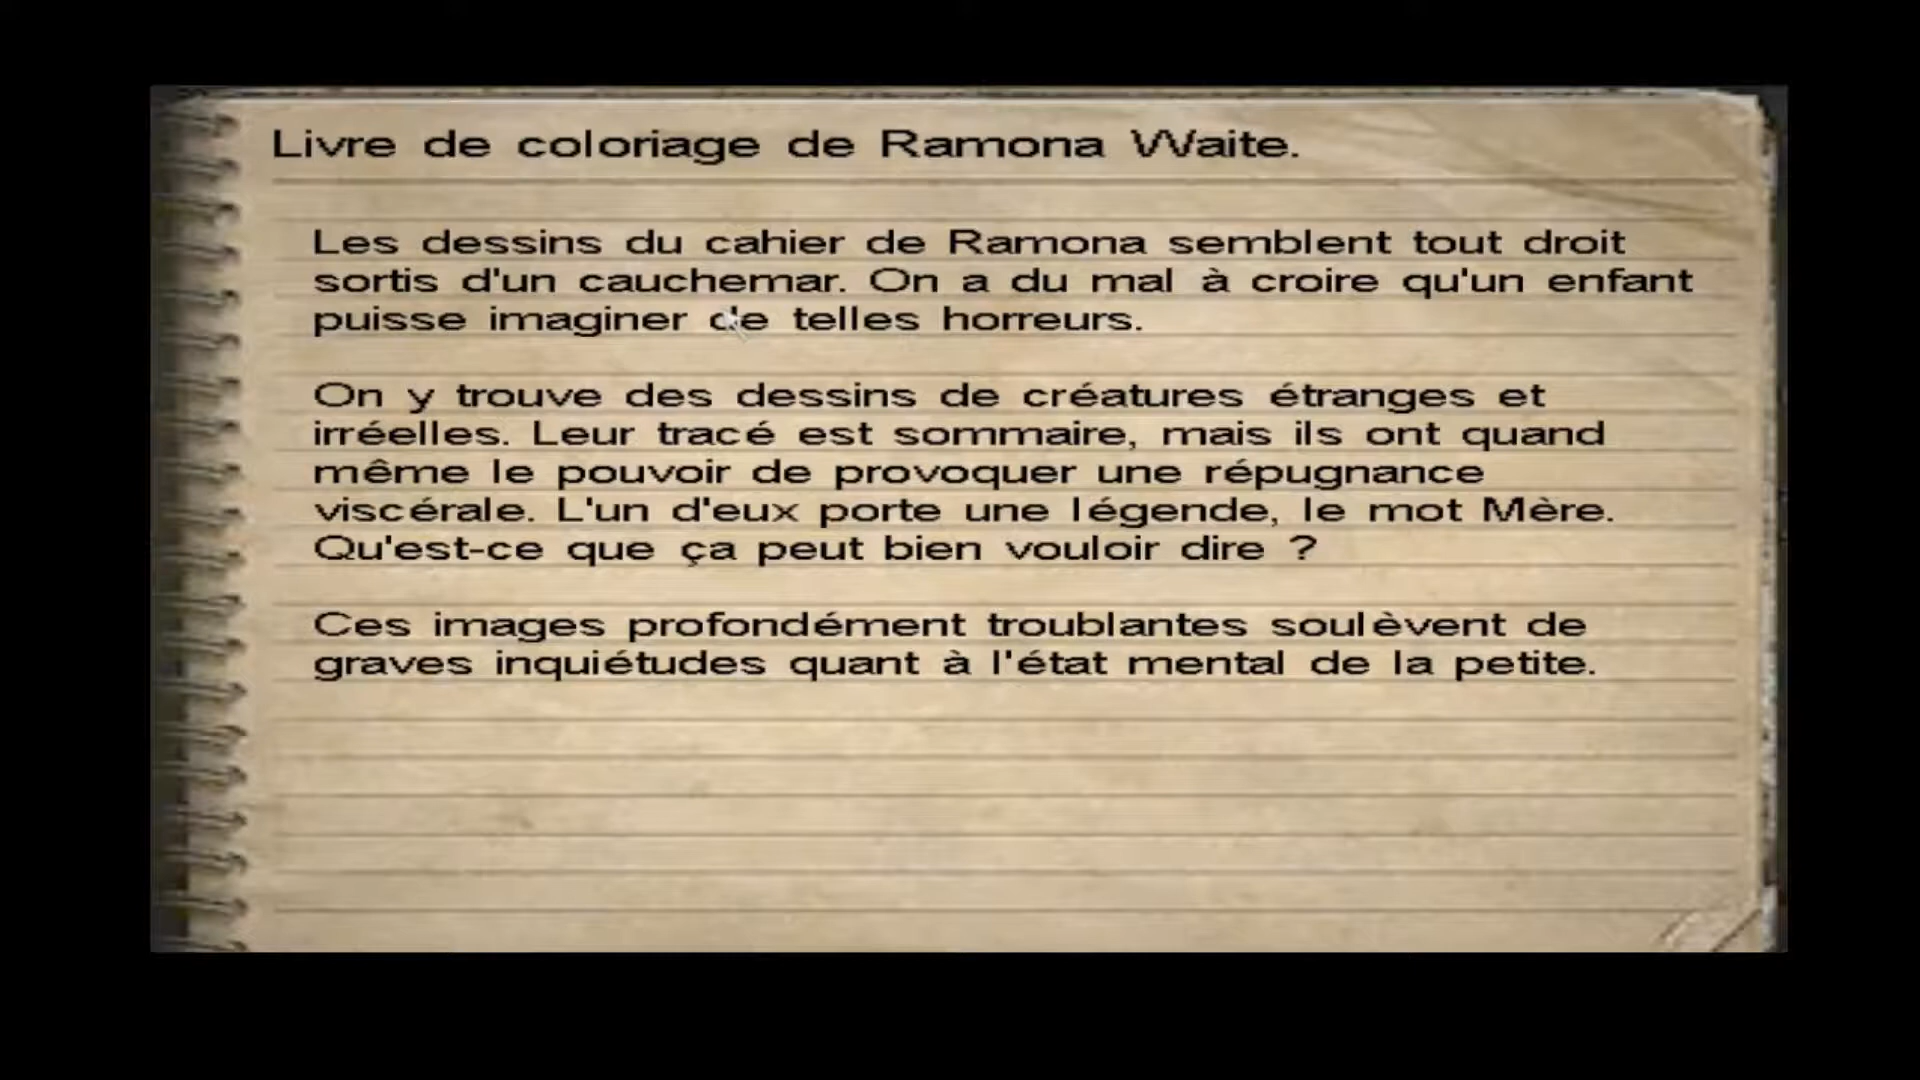 Livre de coloriage de Ramona Waite.
Les dessins du cahier de Ramona semblent tout droit
sortis d'un cauchemar. On a du mal à croire qu'un enfant
puisse imaginer de telles horreurs.
On y trouve des dessins de créatures étranges et
irréelles. Leur tracé est sommaire, mais ils ont quand
même le pouvoir de provoquer une répugnance
viscérale. L'un d'eux porte une légende, le mot Mère.
Qu'est-ce que ça peut bien vouloir dire ?
Ces images profondément troublantes soulèvent de
graves inquiétudes quant à l'état mental de la petite.